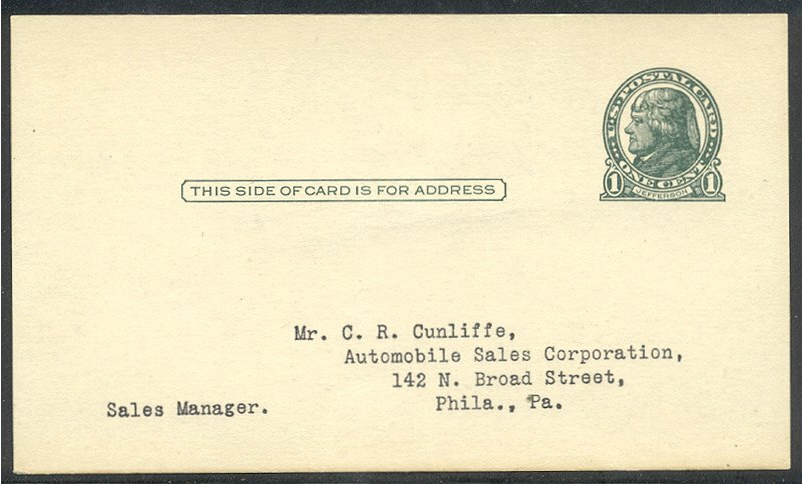 U.S. POSTAL CARD
ONE CENT
1 JEFFERSON 1
THIS SIDE OF CARD IS FOR ADDRESS
Mr. C. R. Cunliffe,
Automobile Sales Corporation,
142 N. Broad Street,
Sales Manager. Phila., Pa.